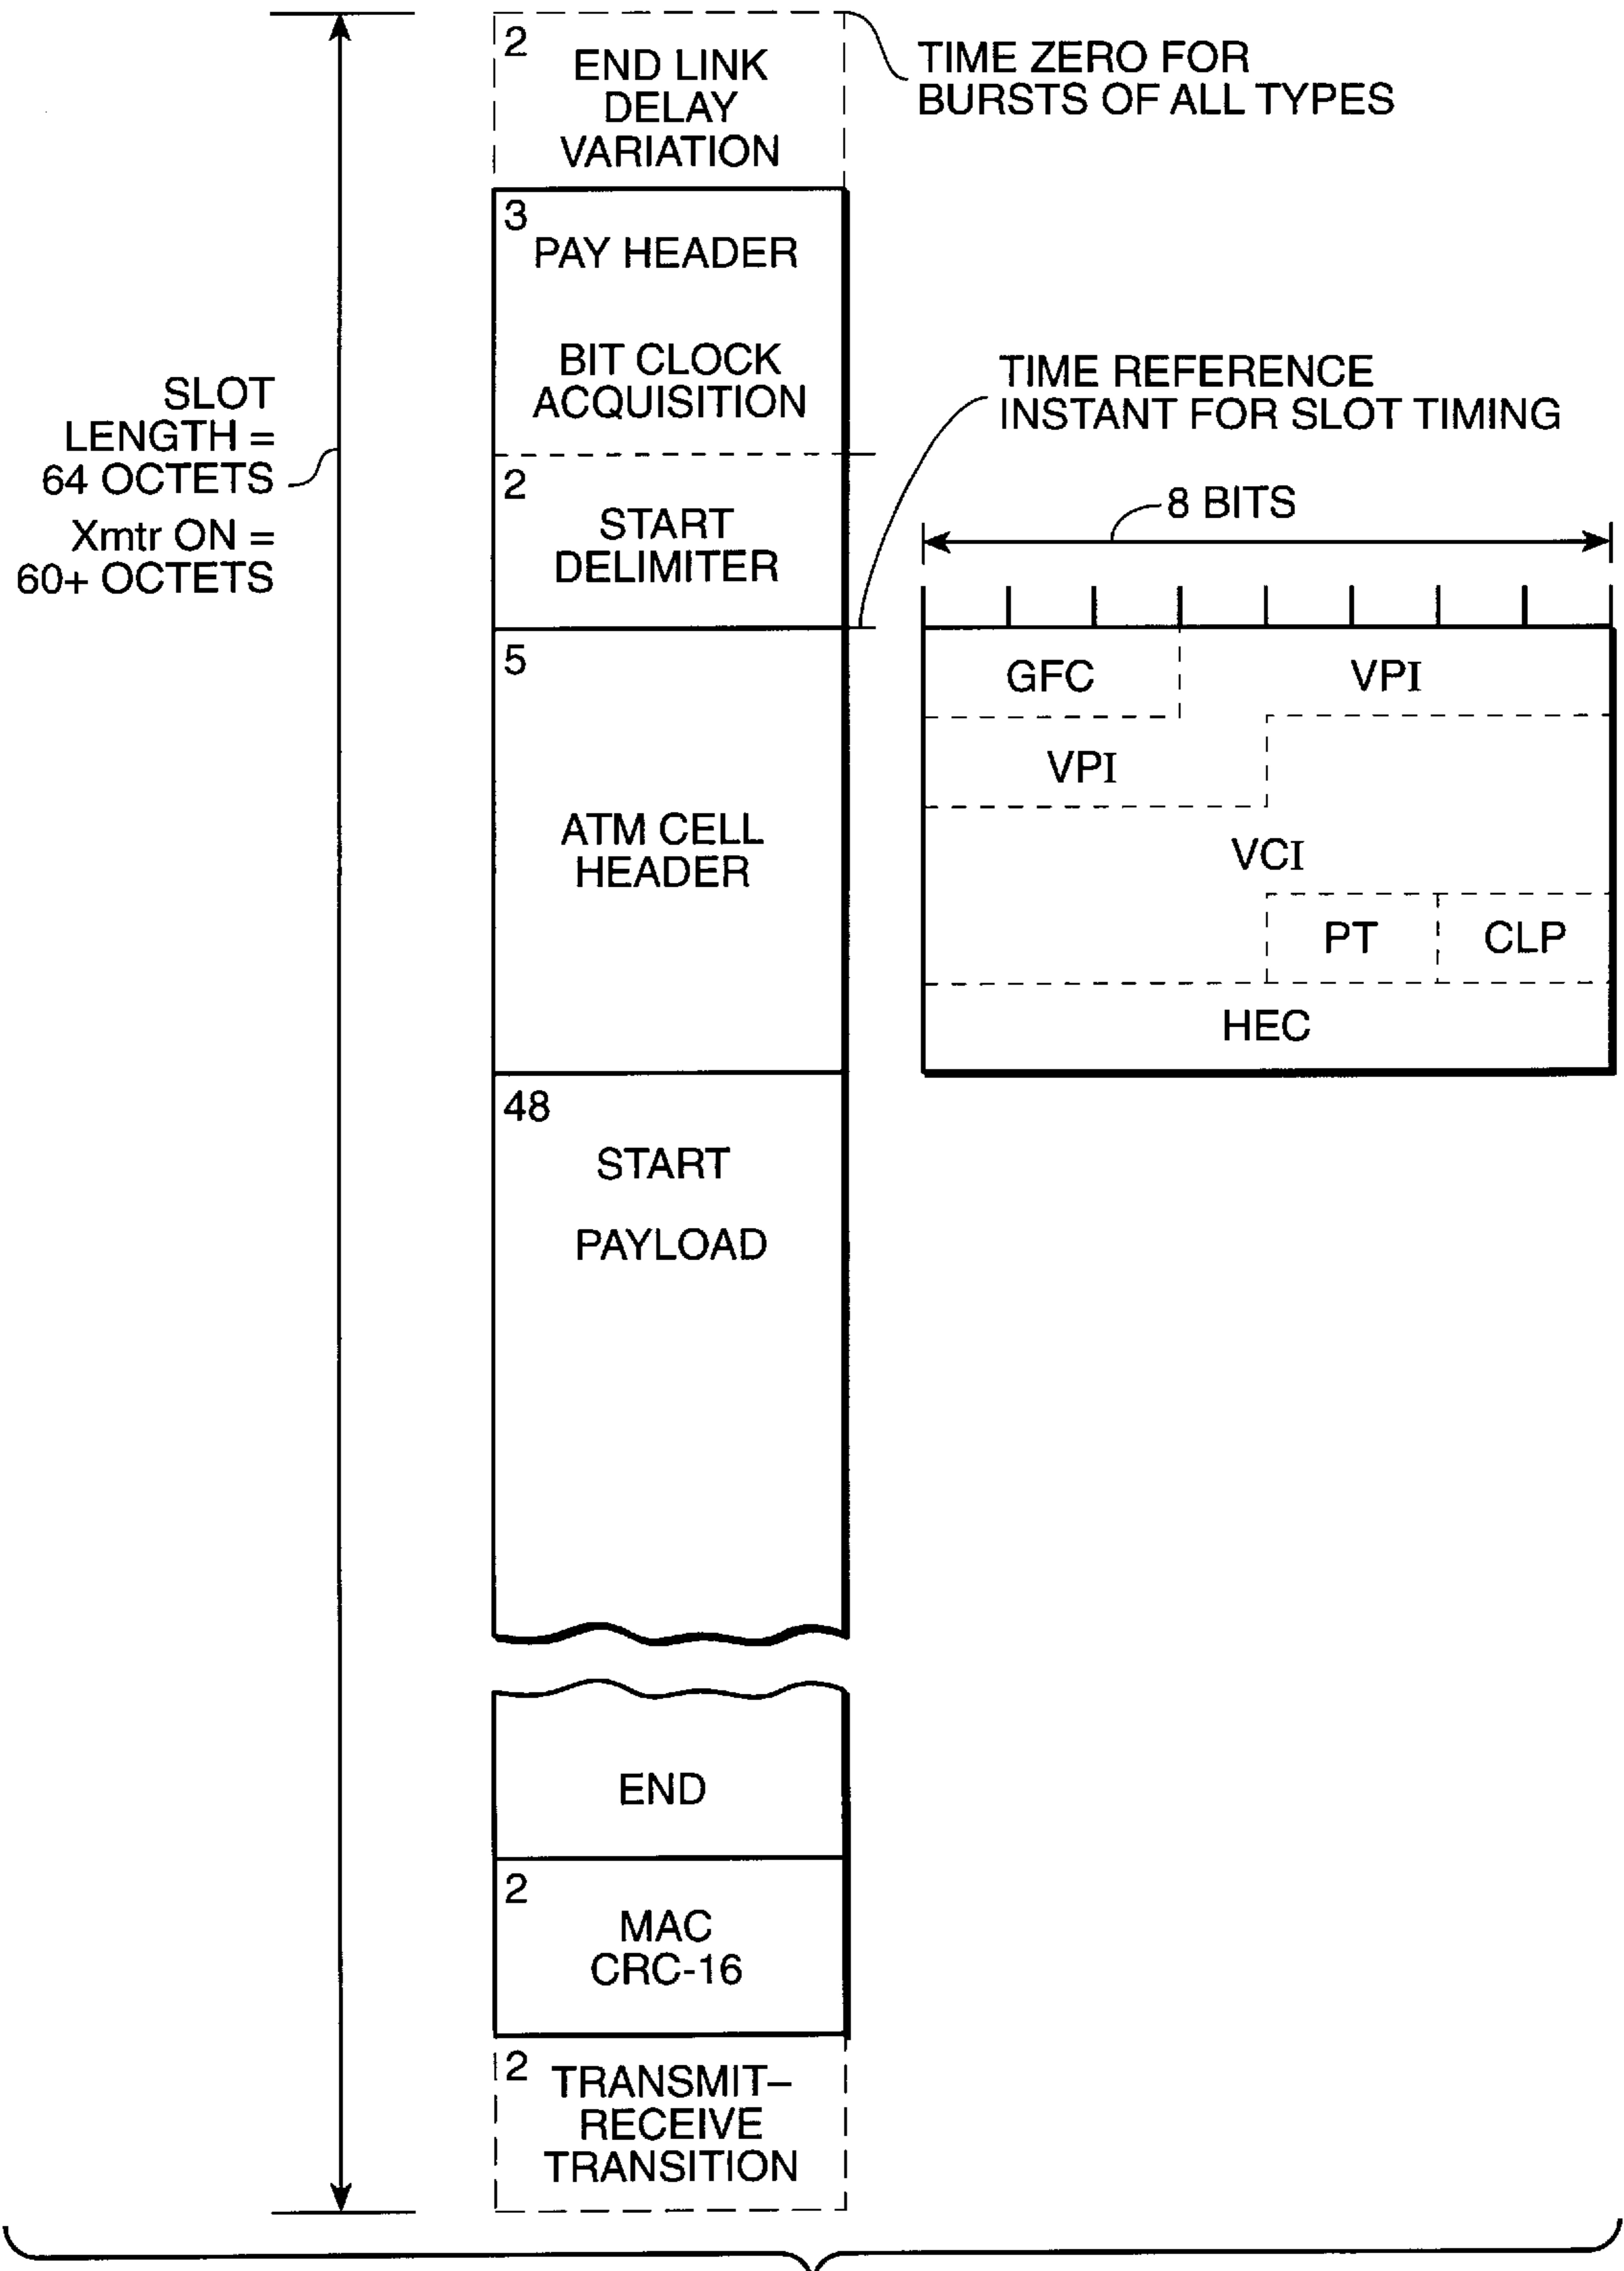 2
END LINK
DELAY
VARIATION
TIME ZERO FOR
BURSTS OF ALL TYPES
3
PAY HEADER
BIT CLOCK
ACQUISITION
SLOT
LENGTH =
64 OCTETS
Xmtr ON =
60+ OCTETS
TIME REFERENCE
INSTANT FOR SLOT TIMING
2
START
DELIMITER
8 BITS
5
ATM CELL
HEADER
GFC
VPI
VPI
VCI
PT
CLP
HEC
48
START
PAYLOAD
END
2
MAC
CRC-16
2
TRANSMIT–
RECEIVE
TRANSITION